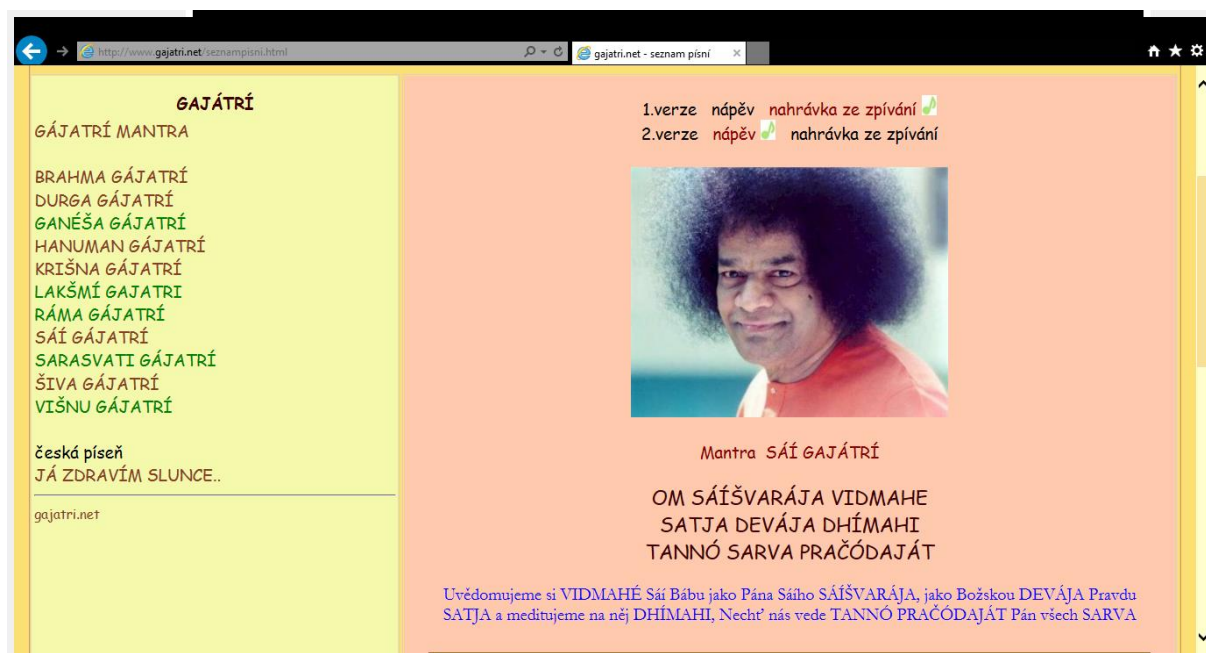 http://www.gajatri.net/seznampisni.html
gajatri.net - seznam písní
GAJÁTRÍ
GÁJATRÍ MANTRA
BRAHMA GÁJATRÍ
DURGA GÁJATRÍ
GANÉŠA GÁJATRÍ
HANUMAN GÁJATRÍ
KRIŠNA GÁJATRÍ
LAKŠMÍ GAJATRI
RÁMA GÁJATRÍ
SÁÍ GÁJATRÍ
SARASVATI GÁJATRÍ
ŠIVA GÁJATRÍ
VIŠNU GÁJATRÍ
česká píseň
JÁ ZDRAVÍM SLUNCE..
gajatri.net
1.verze nápěv nahrávka ze zpívání
2.verze nápěv nahrávka ze zpívání
Mantra SÁÍ GAJÁTRÍ
OM SÁÍŠVARÁJA VIDMAHE
SATJA DEVÁJA DHÍMAHI
TANNÓ SARVA PRAČÓDAJÁT
Uvědomujeme si VIDMAHÉ Sáí Bábu jako Pána Sáího SÁÍŠVARÁJA, jako Božskou DEVÁJA Pravdu
SATJA a meditujeme na něj DHÍMAHI, Nechť nás vede TANNÓ PRAČÓDAJÁT Pán všech SARVA